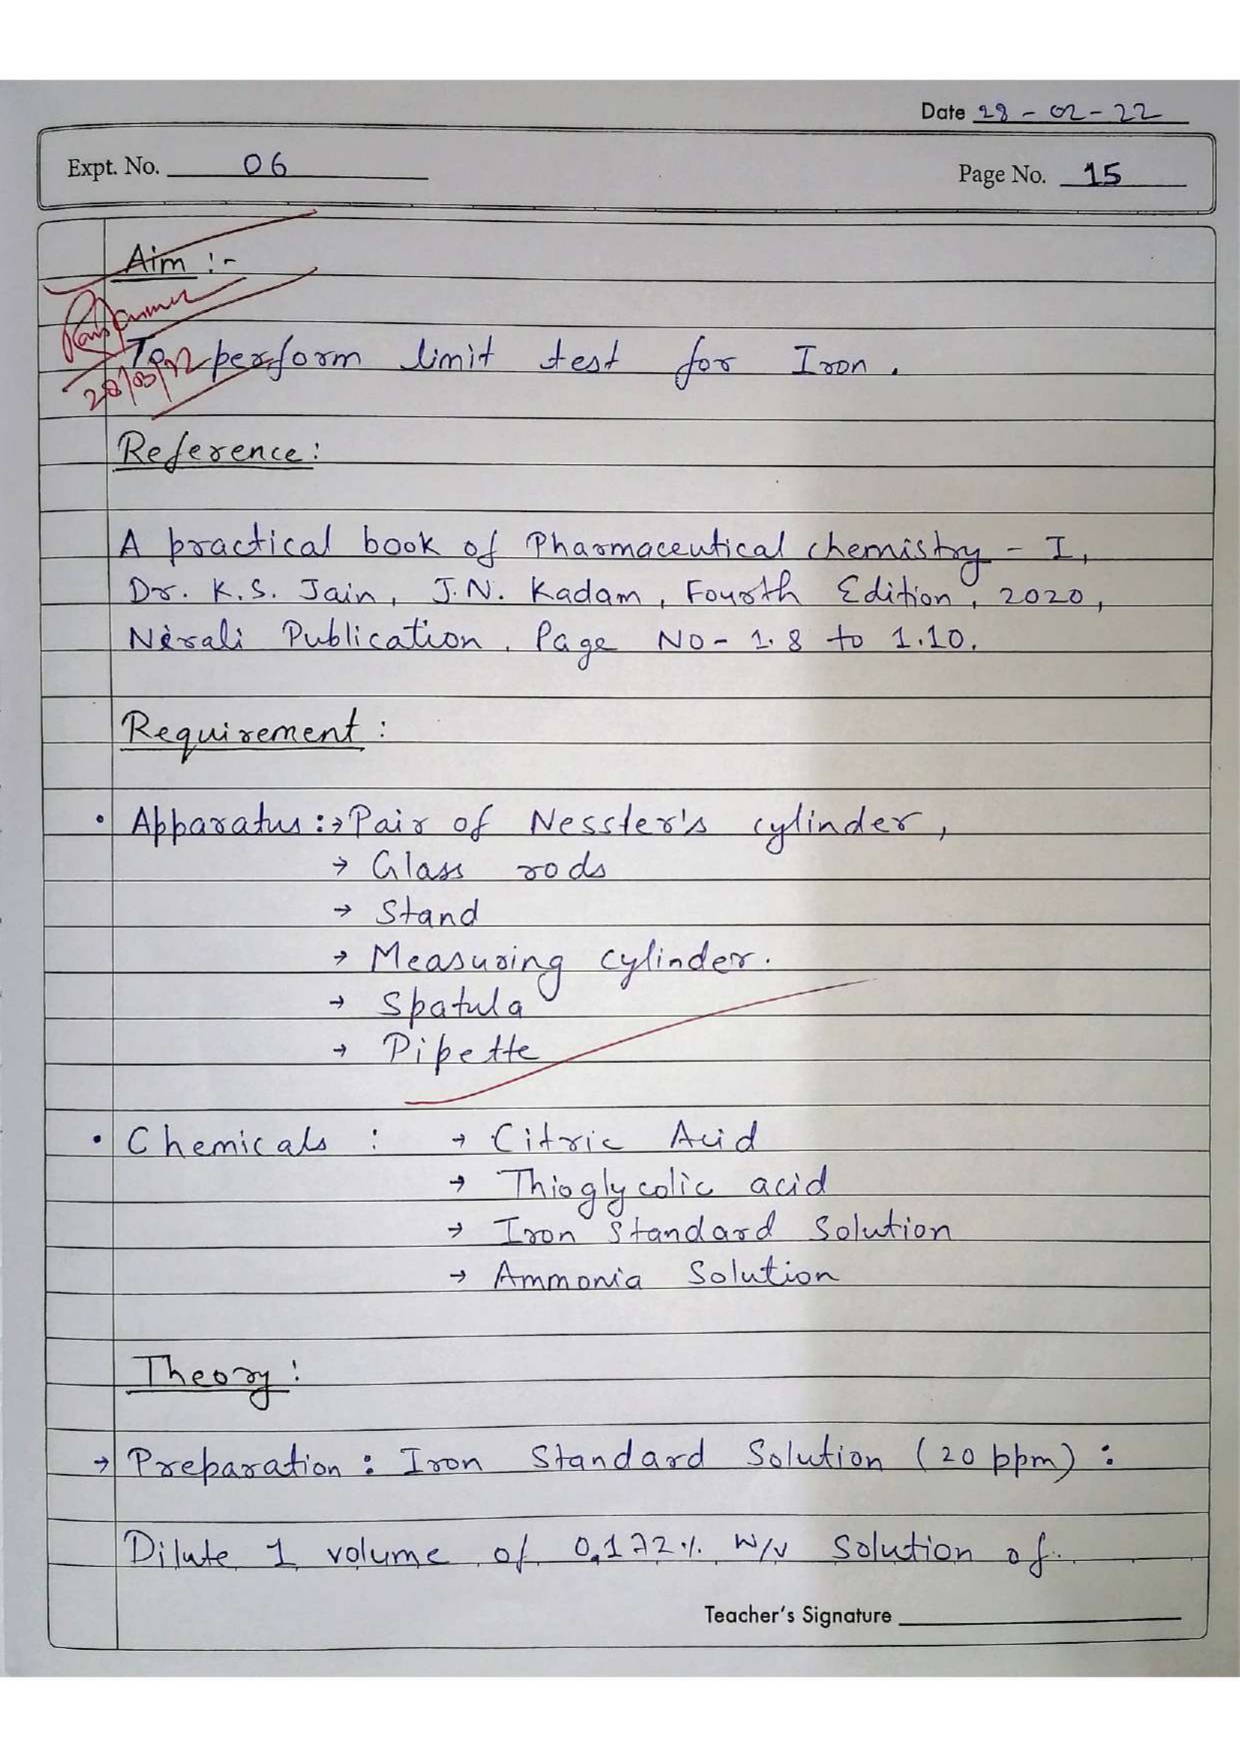 Date 28 - 02 - 22
Expt. No. 06
Page No. 15
Aim :-
To perform limit test for Iron.
28/03/22
Reference :
A practical book of Pharmaceutical chemistry - I,
Dr. K.S. Jain, J.N. Kadam, Fourth Edition, 2020,
Nirali Publication, Page No - 1.8 to 1.10.
Requirement :
• Apparatus :→ Pair of Nessler's cylinder,
→ Glass rods
→ Stand
→ Measuring cylinder.
→ Spatula
→ Pipette
• Chemicals : → Citric Acid
→ Thioglycolic acid
→ Iron Standard Solution
→ Ammonia Solution
Theory :
→ Preparation : Iron Standard Solution (20 ppm) :
Dilute 1 volume of 0.172% w/v solution of
Teacher's Signature